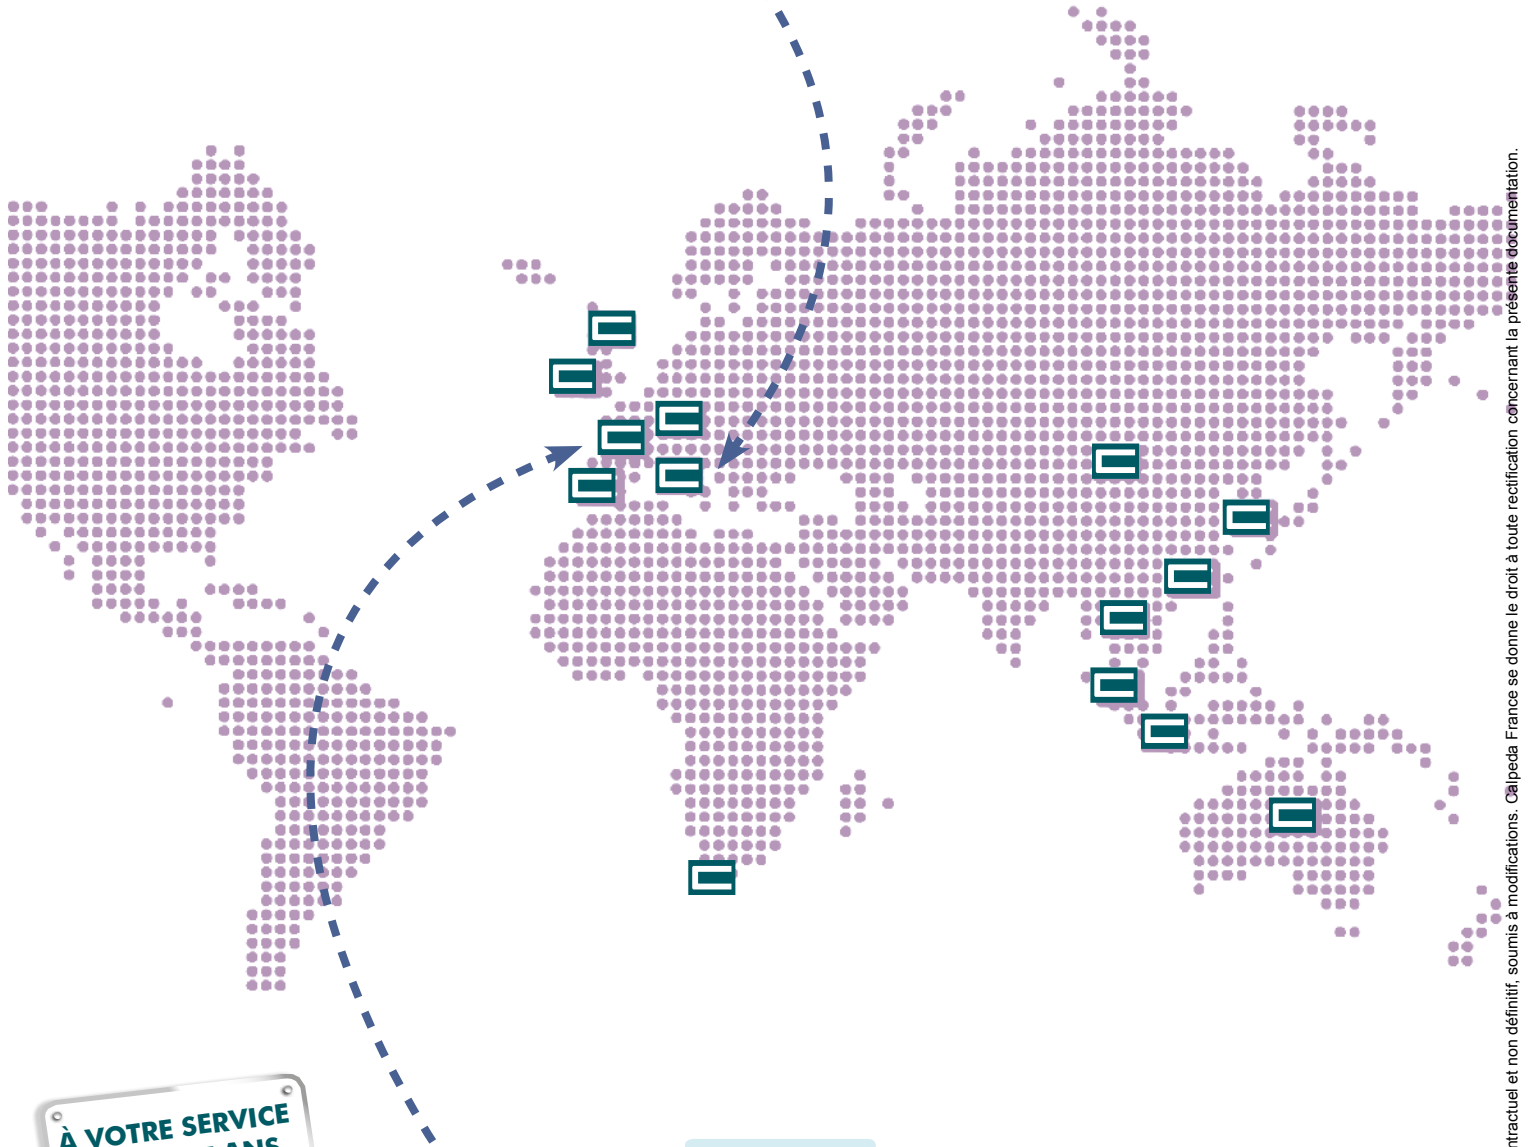 À VOTRE SERVICE
ANS
et non définitif, soumis à modifications. Calpeda France se donne le droit à toute rectification concernant la présente documentation.